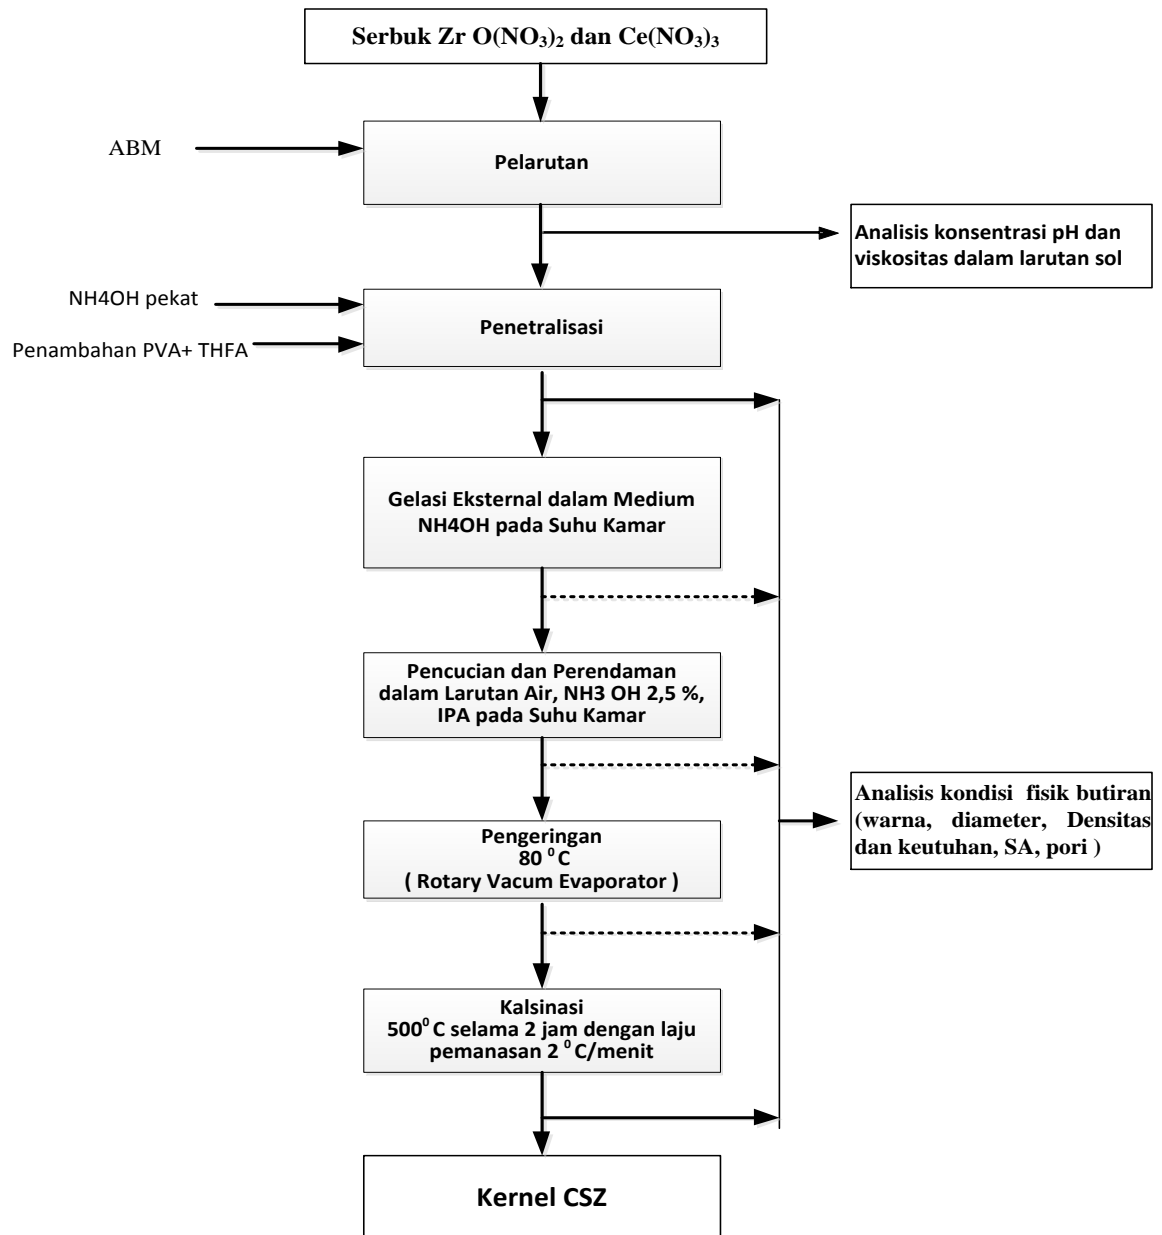 Serbuk Zr O(NO₃)₂ dan Ce(NO₃)₃
ABM
Pelarutan
Analisis konsentrasi pH dan
viskositas dalam larutan sol
NH4OH pekat
Penambahan PVA+ THFA
Penetralisasi
Gelasi Eksternal dalam Medium
NH4OH pada Suhu Kamar
Pencucian dan Perendaman
dalam Larutan Air, NH3 OH 2,5 %,
IPA pada Suhu Kamar
Analisis kondisi fisik butiran
(warna, diameter, Densitas
dan keutuhan, SA, pori )
Pengeringan
80 ⁰ C
( Rotary Vacum Evaporator )
Kalsinasi
500⁰ C selama 2 jam dengan laju
pemanasan 2 ⁰ C/menit
Kernel CSZ